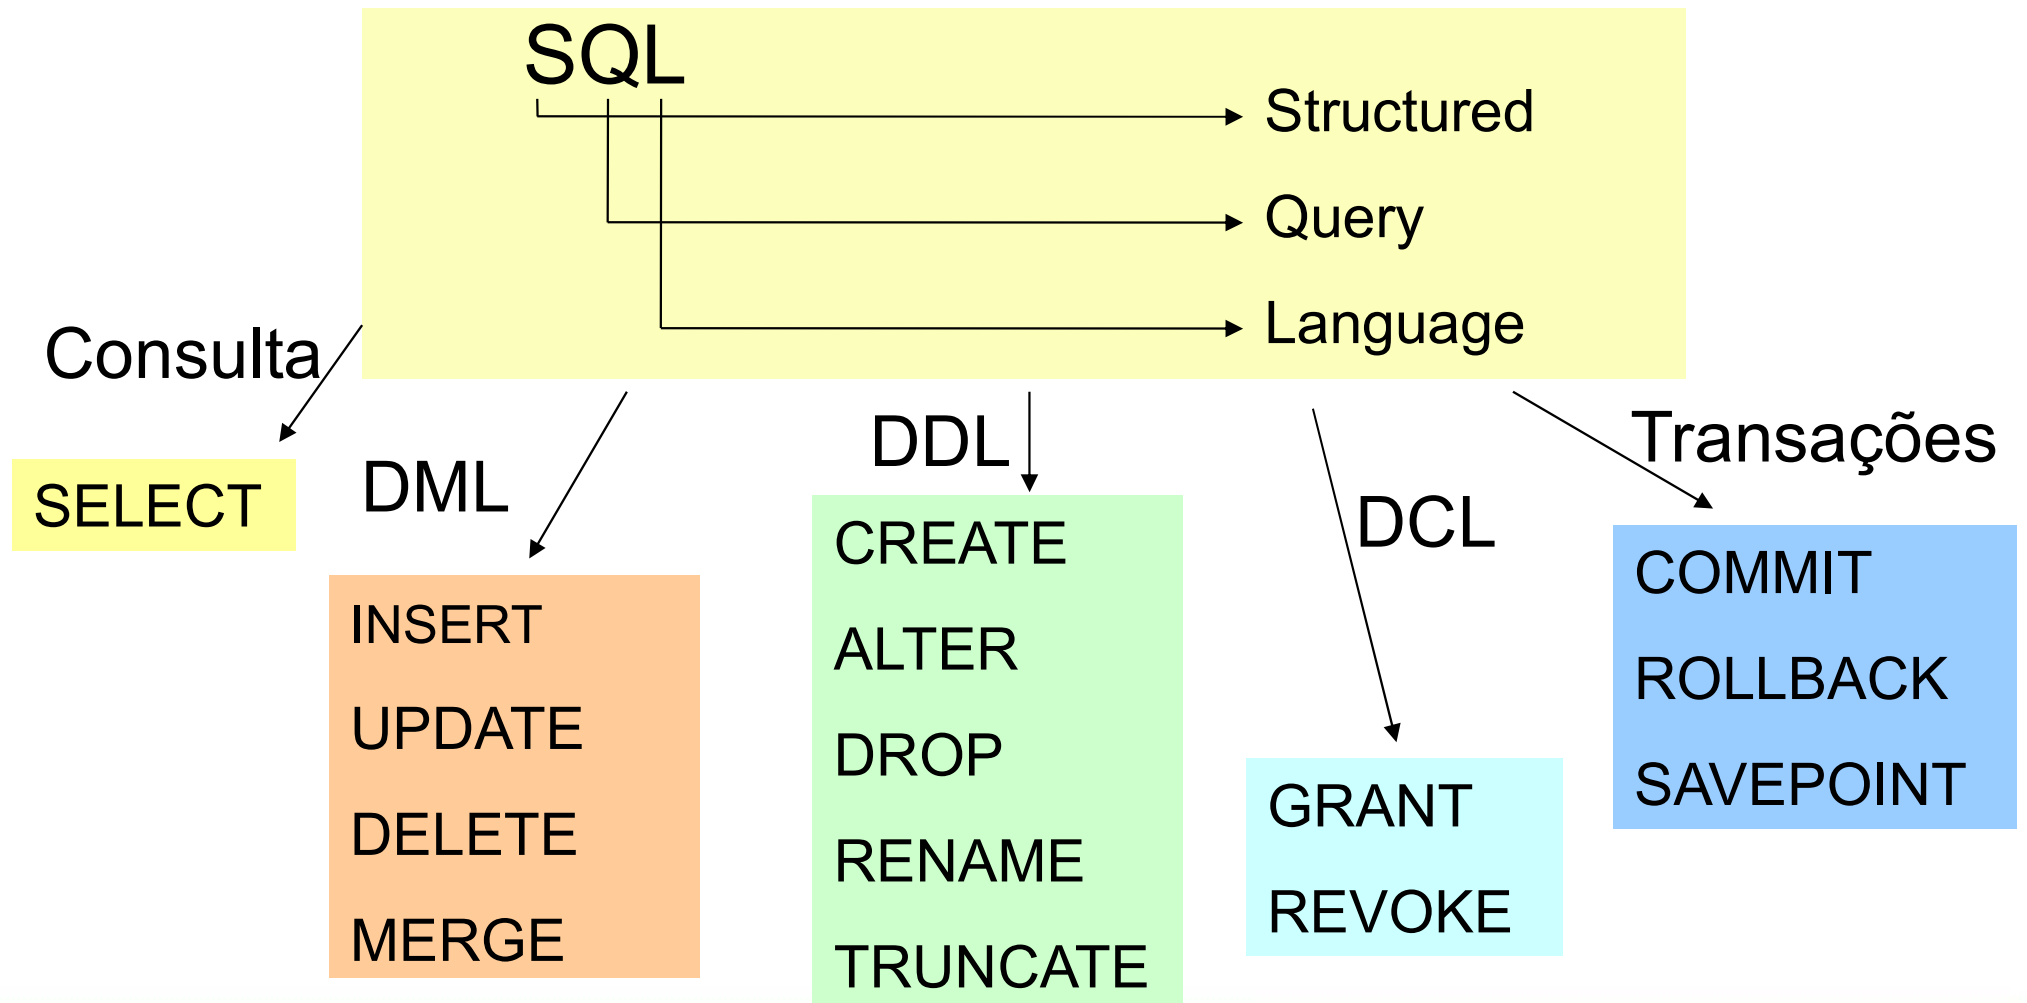 SQL
Structured
Query
Language
Consulta
SELECT
DML
INSERT
UPDATE
DELETE
MERGE
DDL
CREATE
ALTER
DROP
RENAME
TRUNCATE
DCL
GRANT
REVOKE
Transações
COMMIT
ROLLBACK
SAVEPOINT